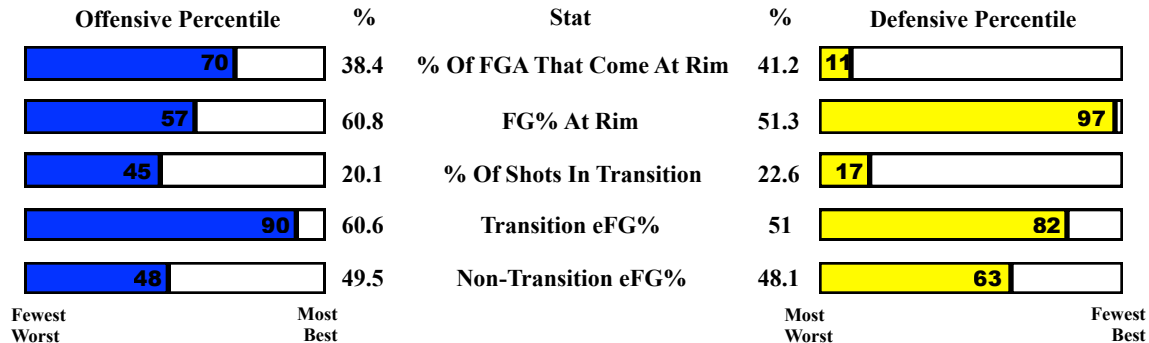 Offensive Percentile % Stat % Defensive Percentile
70 38.4 % Of FGA That Come At Rim 41.2 11
57 60.8 FG% At Rim 51.3 97
45 20.1 % Of Shots In Transition 22.6 17
90 60.6 Transition eFG% 51 82
48 49.5 Non-Transition eFG% 48.1 63
Fewest Most Most Fewest
Worst Best Worst Best